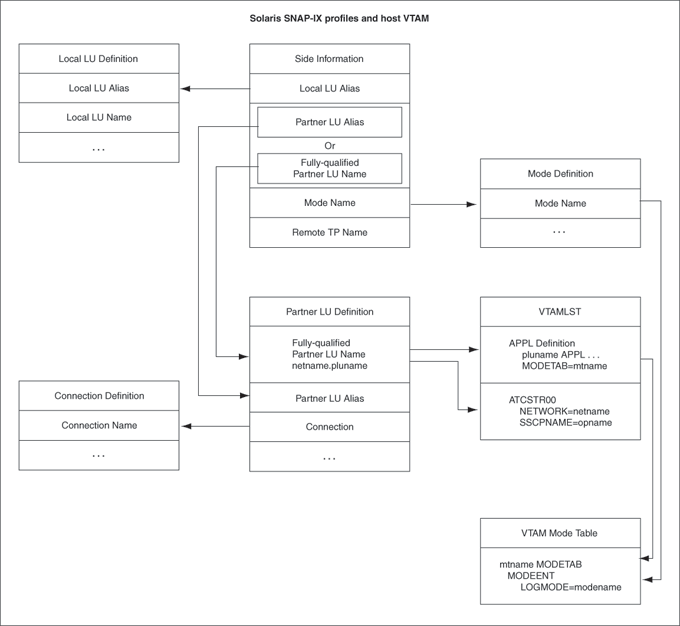 Solaris SNAP-IX profiles and host VTAM
Local LU Definition
Local LU Alias
Local LU Name
. . .
Side Information
Local LU Alias
Partner LU Alias
Or
Fully-qualified
Partner LU Name
Mode Name
Remote TP Name
Mode Definition
Mode Name
. . .
Partner LU Definition
Fully-qualified
Partner LU Name
netname.pluname
Partner LU Alias
Connection
. . .
VTAMLST
APPL Definition
pluname APPL . . .
MODETAB=mtname
ATCSTR00
NETWORK=netname
SSCPNAME=opname
Connection Definition
Connection Name
. . .
VTAM Mode Table
mtname MODETAB
MODEENT
LOGMODE=modename